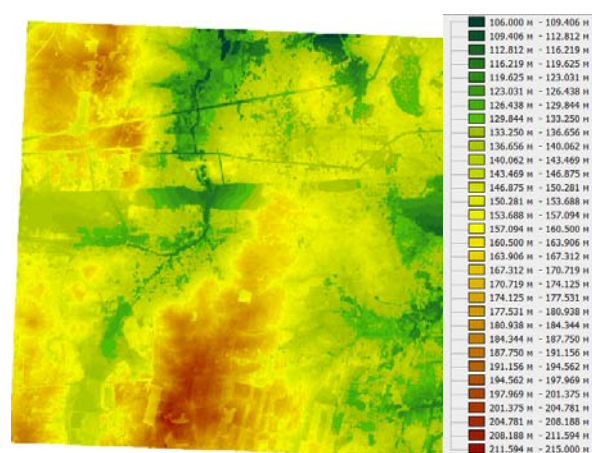 106.000 м - 109.406 м
109.406 м - 112.812 м
112.812 м - 116.219 м
116.219 м - 119.625 м
119.625 м - 123.031 м
123.031 м - 126.438 м
126.438 м - 129.844 м
129.844 м - 133.250 м
133.250 м - 136.656 м
136.656 м - 140.062 м
140.062 м - 143.469 м
143.469 м - 146.875 м
146.875 м - 150.281 м
150.281 м - 153.688 м
153.688 м - 157.094 м
157.094 м - 160.500 м
160.500 м - 163.906 м
163.906 м - 167.312 м
167.312 м - 170.719 м
170.719 м - 174.125 м
174.125 м - 177.531 м
177.531 м - 180.938 м
180.938 м - 184.344 м
184.344 м - 187.750 м
187.750 м - 191.156 м
191.156 м - 194.562 м
194.562 м - 197.969 м
197.969 м - 201.375 м
201.375 м - 204.781 м
204.781 м - 208.188 м
208.188 м - 211.594 м
211.594 м - 215.000 м